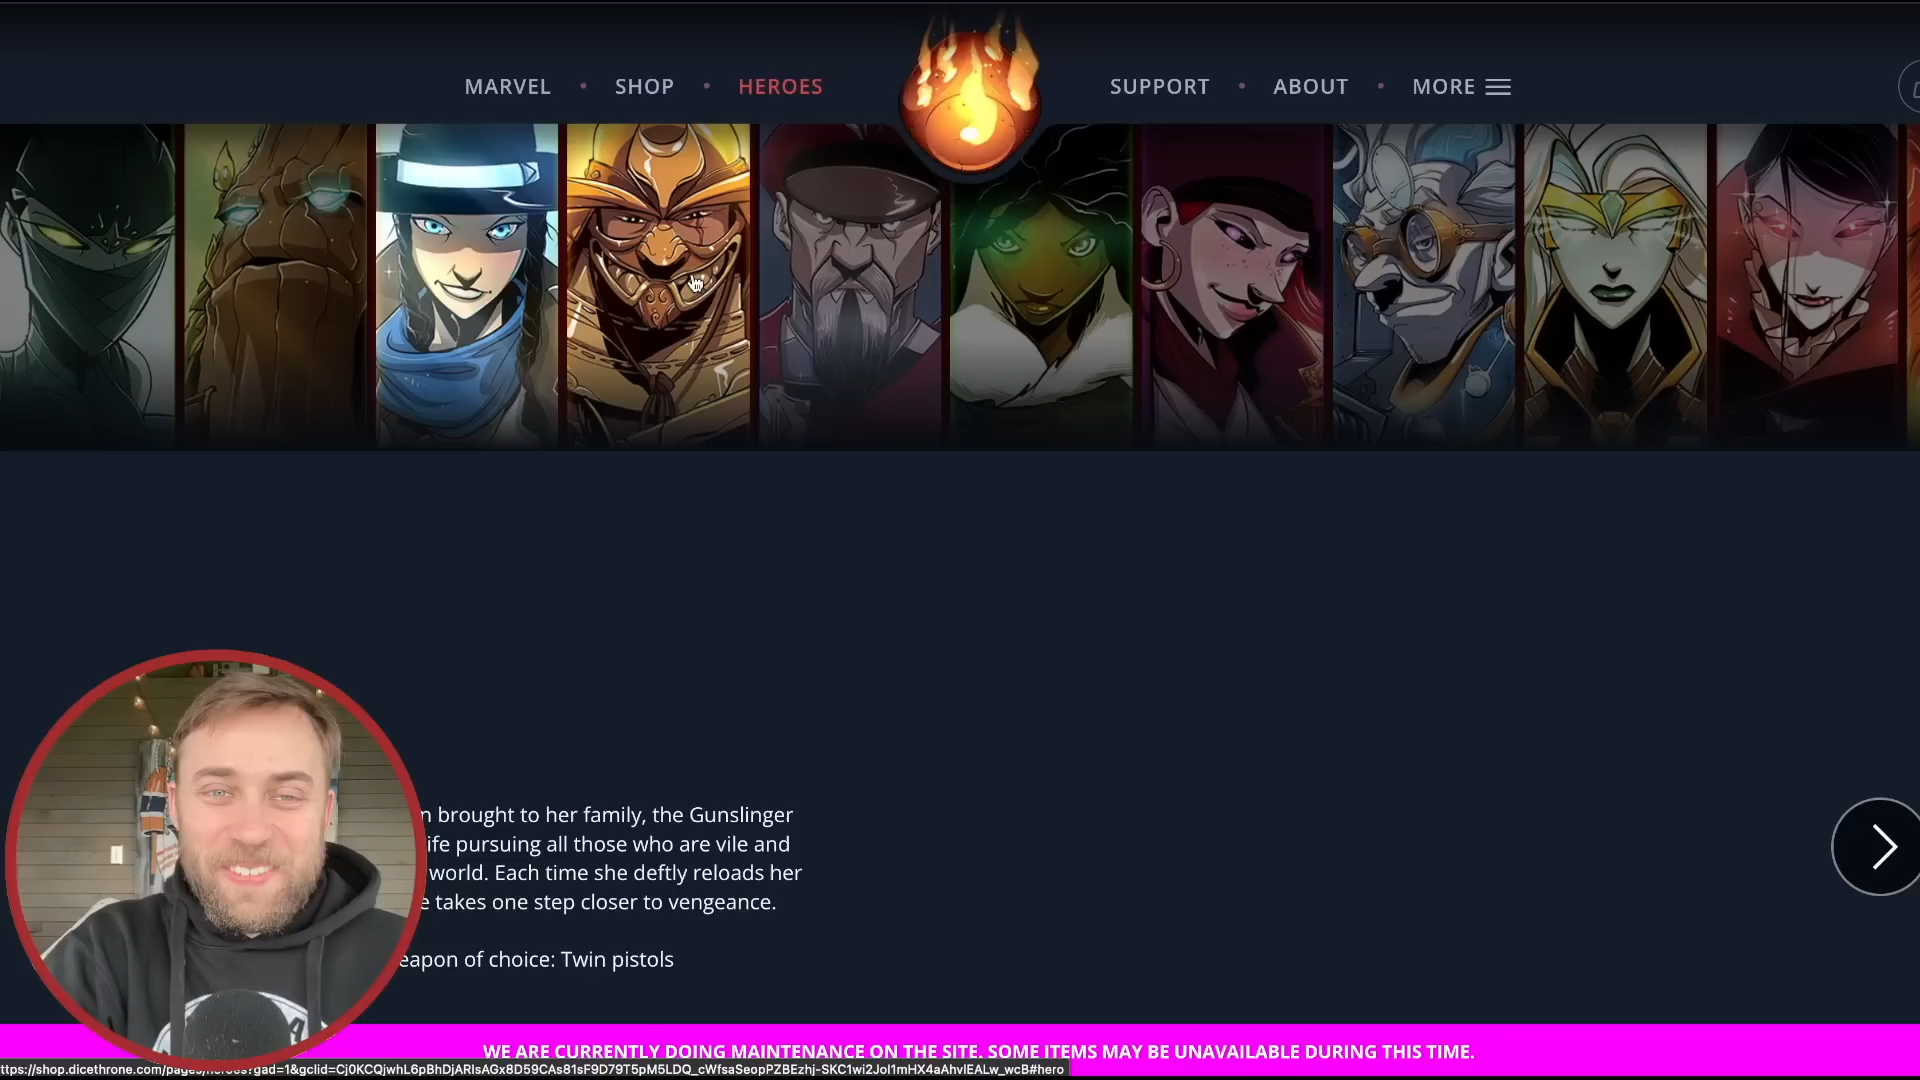 MARVEL • SHOP • HEROES SUPPORT • ABOUT • MORE
brought to her family, the Gunslinger
ife pursuing all those who are vile and
world. Each time she deftly reloads her
takes one step closer to vengeance.
eapon of choice: Twin pistols
WE ARE CURRENTLY DOING MAINTENANCE ON THE SITE. SOME ITEMS MAY BE UNAVAILABLE DURING THIS TIME.